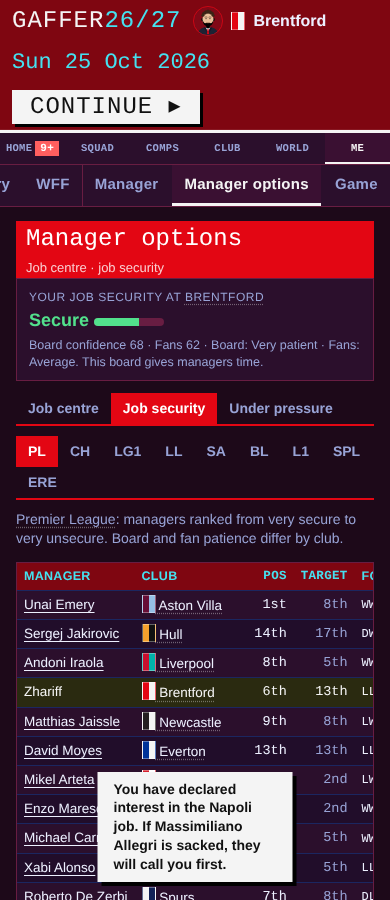 GAFFER26/27 Brentford
Sun 25 Oct 2026
CONTINUE ►
HOME 9+ SQUAD COMPS CLUB WORLD ME
y WFF Manager Manager options Game
Manager options
Job centre · job security
YOUR JOB SECURITY AT BRENTFORD
Secure
Board confidence 68 · Fans 62 · Board: Very patient · Fans:
Average. This board gives managers time.
Job centre Job security Under pressure
PL CH LG1 LL SA BL L1 SPL
ERE
Premier League: managers ranked from very secure to
very unsecure. Board and fan patience differ by club.
MANAGER CLUB POS TARGET
Unai Emery Aston Villa 1st 8th
Sergej Jakirovic Hull 14th 17th
Andoni Iraola Liverpool 8th 5th
Zhariff Brentford 6th 13th
Matthias Jaissle Newcastle 9th 8th
David Moyes Everton 13th 13th
Mikel Arteta 2nd
Enzo Maresc 2nd
Michael Carr 5th
Xabi Alonso 5th
Roberto De Zerbi Spurs 7th 8th
You have declared
interest in the Napoli
job. If Massimiliano
Allegri is sacked, they
will call you first.